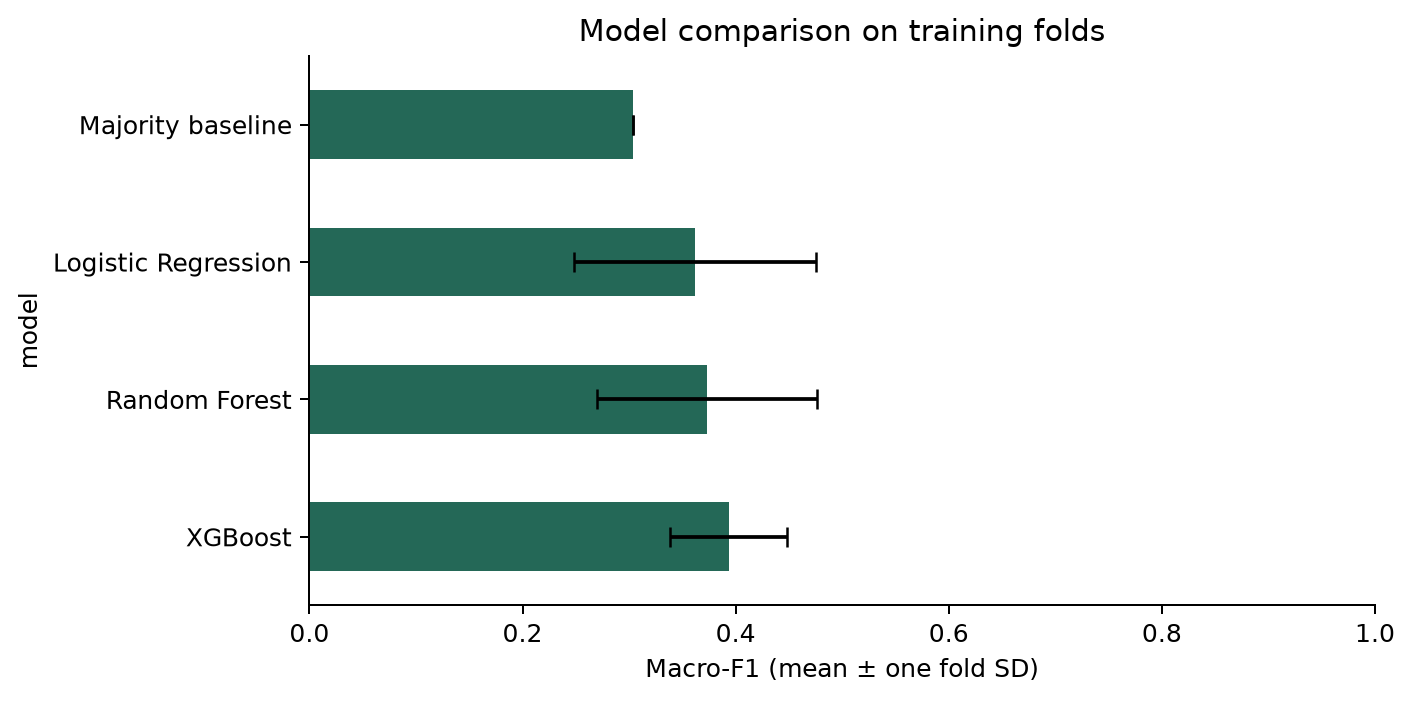 Model comparison on training folds
Majority baseline
Logistic Regression
Random Forest
XGBoost
model
0.0 0.2 0.4 0.6 0.8 1.0
Macro-F1 (mean ± one fold SD)